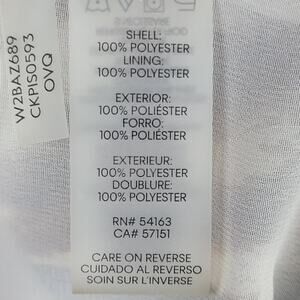 SHELL:
100% POLYESTER
LINING:
100% POLYESTER
EXTERIOR:
100% POLIÉSTER
FORRO:
100% POLIÉSTER
EXTERIEUR:
100% POLYESTER
DOUBLURE:
100% POLYESTER
RN# 54163
CA# 57151
CARE ON REVERSE
CUIDADO AL REVERSO
SOIN SUR L'INVERSE
W2BAZ689
CKPIS0593
OVQ